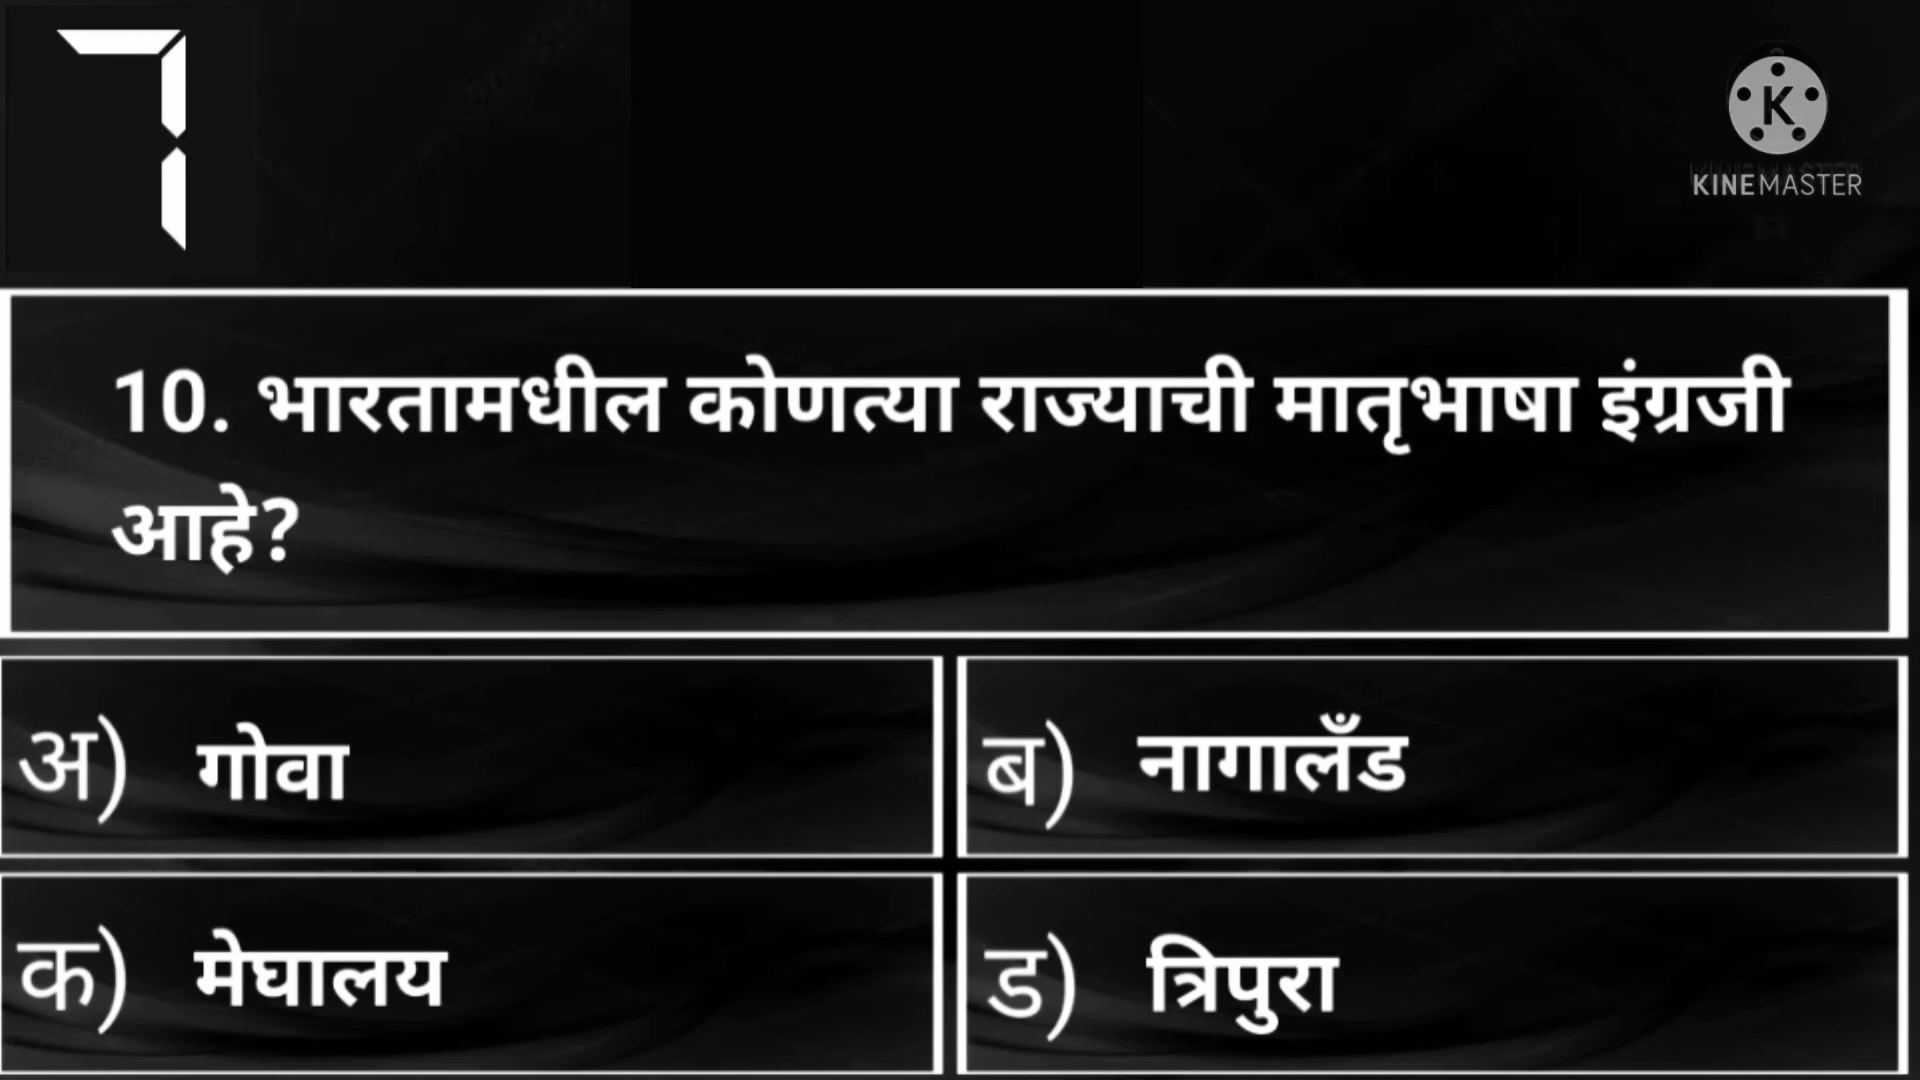 7
KINEMASTER
10. भारतामधील कोणत्या राज्याची मातृभाषा इंग्रजी
आहे?
अ) गोवा
ब) नागालँड
क) मेघालय
ड) त्रिपुरा